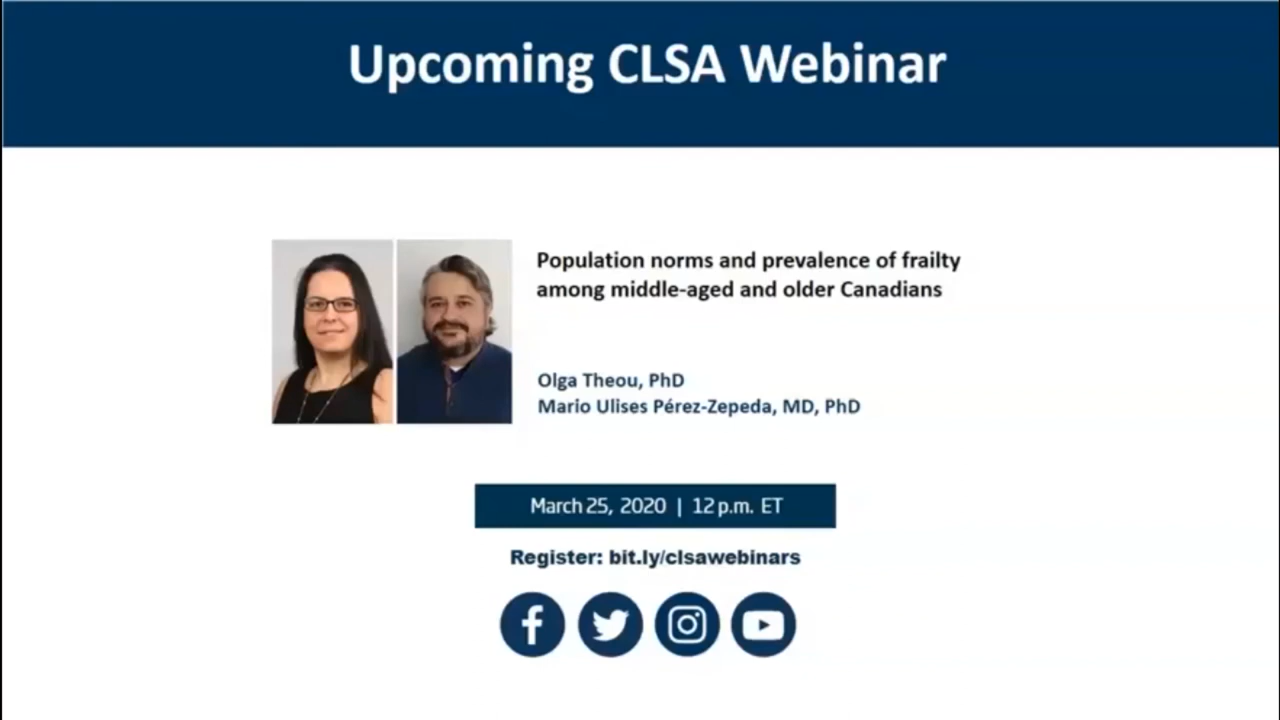 Upcoming CLSA Webinar
Population norms and prevalence of frailty
among middle-aged and older Canadians
Olga Theou, PhD
Mario Ulises Pérez-Zepeda, MD, PhD
March 25, 2020 | 12 p.m. ET
Register: bit.ly/clsawebinars